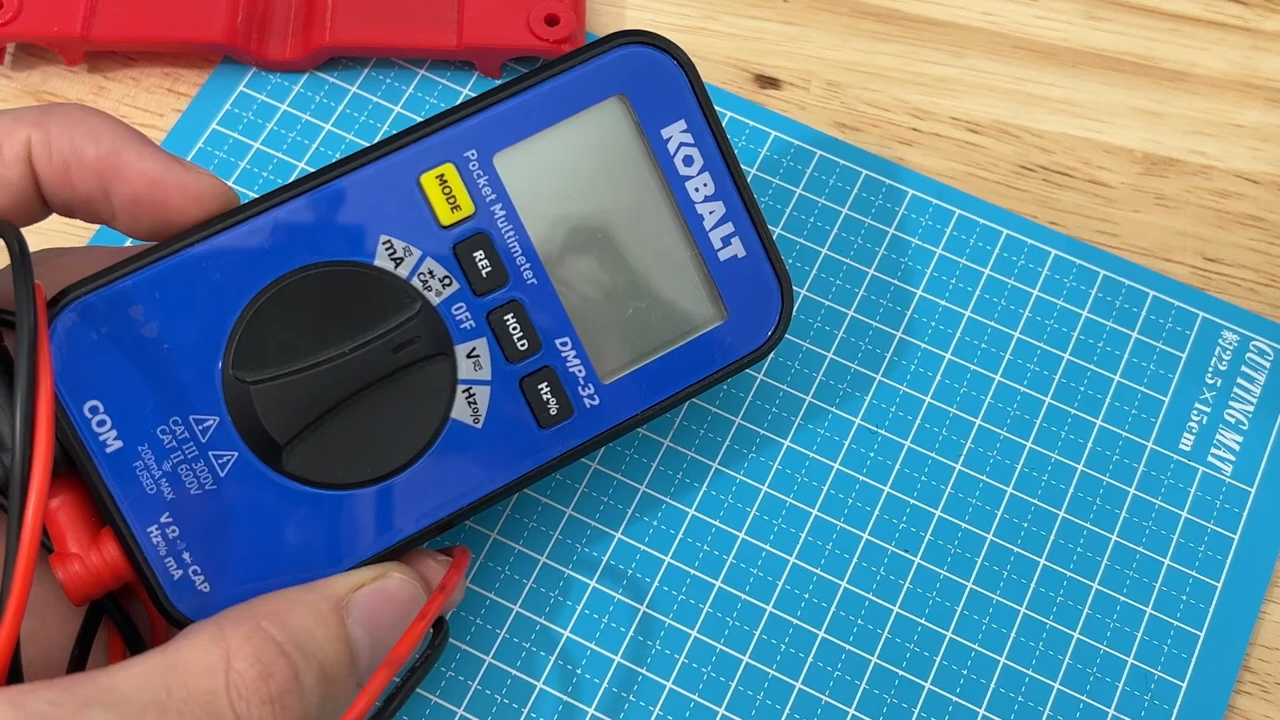 KOBALT
Pocket Multimeter
DMP-32
MODE
REL
HOLD
Hz%
mA
Ω
CAP
OFF
V
Hz%
COM
CAT III 300V
CAT II 600V
200mA MAX
FUSED
V Ω CAP
Hz% mA
CUTTING MAT
約22.5×15cm